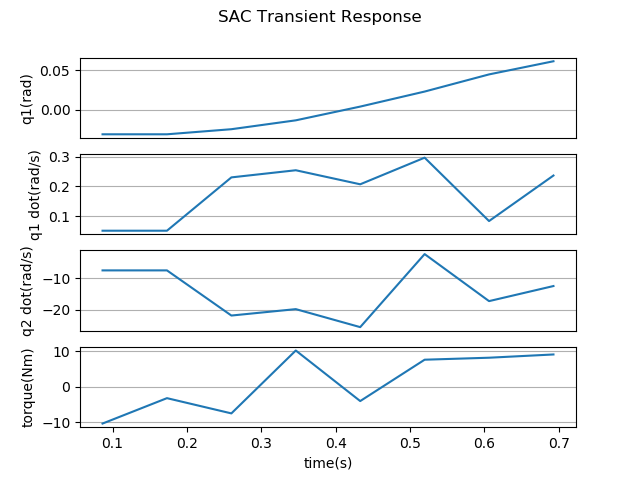 SAC Transient Response
q1(rad)
0.05
0.00
q1 dot(rad/s)
0.3
0.2
0.1
q2 dot(rad/s)
−10
−20
torque(Nm)
10
0
−10
0.1 0.2 0.3 0.4 0.5 0.6 0.7
time(s)